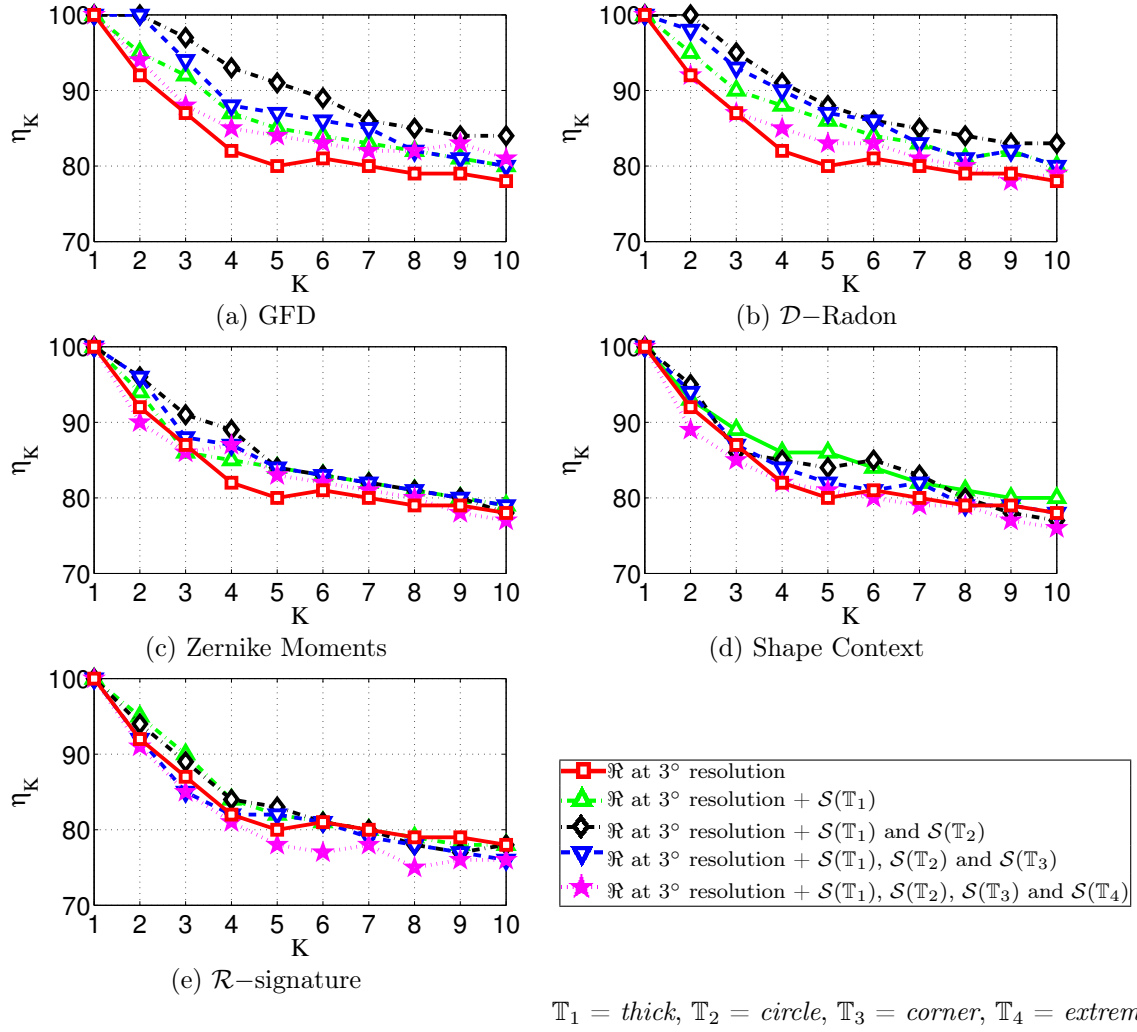 100
90
80
70
η_K
1 2 3 4 5 6 7 8 9 10
K
(a) GFD
100
90
80
70
η_K
1 2 3 4 5 6 7 8 9 10
K
(b) 𝒟−Radon
100
90
80
70
η_K
1 2 3 4 5 6 7 8 9 10
K
(c) Zernike Moments
100
90
80
70
η_K
1 2 3 4 5 6 7 8 9 10
K
(d) Shape Context
100
90
80
70
η_K
1 2 3 4 5 6 7 8 9 10
K
(e) ℛ−signature
ℜ at 3° resolution
ℜ at 3° resolution + 𝒮(𝕋₁)
ℜ at 3° resolution + 𝒮(𝕋₁) and 𝒮(𝕋₂)
ℜ at 3° resolution + 𝒮(𝕋₁), 𝒮(𝕋₂) and 𝒮(𝕋₃)
ℜ at 3° resolution + 𝒮(𝕋₁), 𝒮(𝕋₂), 𝒮(𝕋₃) and 𝒮(𝕋₄)
𝕋₁ = thick, 𝕋₂ = circle, 𝕋₃ = corner, 𝕋₄ = extrem